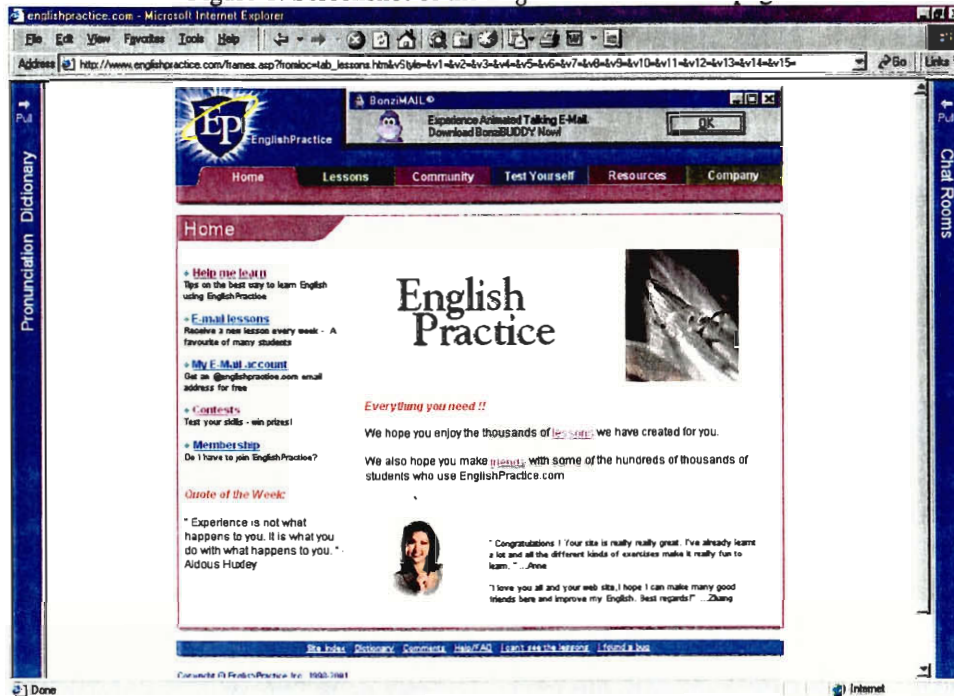 englishpractice.com - Microsoft Internet Explorer
File Edit View Favorites Tools Help
Address http://www.englishpractice.com/frames.asp?fromloc=tab_lessons.htm&vStyle=&v1=&v2=&v3=&v4=&v5=&v6=&v7=&v8=&v9=&v10=&v11=&v12=&v13=&v14=&v15= Go Links
Pull
Pronunciation Dictionary
EP EnglishPractice
BonziMAIL©
Experience Animated Talking E-Mail.
Download BonziBUDDY Now!
OK
Home Lessons Community Test Yourself Resources Company
Pull
Chat Rooms
Home
Help me learn
Tips on the best way to learn English
using EnglishPractice
E-mail lessons
Receive a new lesson every week - A
favourite of many students
My E-Mail account
Get an @englishpractice.com email
address for free
Contests
Test your skills - win prizes!
Membership
Do I have to join EnglishPractice?
Quote of the Week:
" Experience is not what
happens to you. It is what you
do with what happens to you. " -
Aldous Huxley
English
Practice
Everything you need !!
We hope you enjoy the thousands of lessons we have created for you.
We also hope you make friends with some of the hundreds of thousands of
students who use EnglishPractice.com
" Congratulations ! Your site is really really great. I've already learnt
a lot and all the different kinds of exercises make it really fun to
learn. " ...Anne
"I love you all and your web site,I hope I can make many good
friends here and improve my English. Best regards!" ...Zhang
Site Index Dictionary Comments Help/FAQ I can't see the lessons I found a bug
Copyright © EnglishPractice Inc. 1998-2001
Done Internet